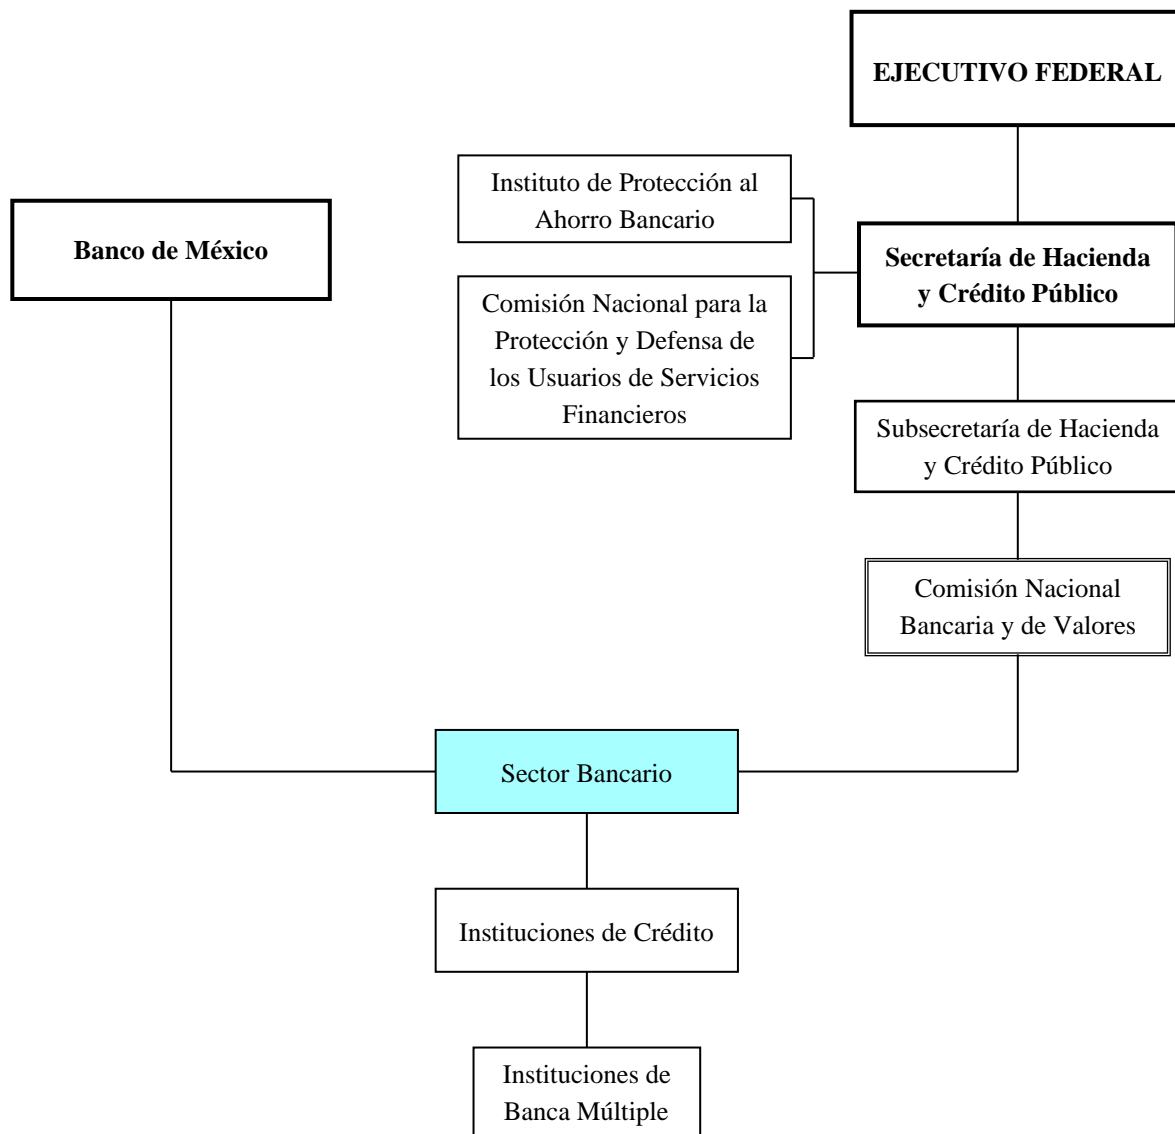 EJECUTIVO FEDERAL
Instituto de Protección al
Ahorro Bancario
Banco de México
Secretaría de Hacienda
y Crédito Público
Comisión Nacional para la
Protección y Defensa de
los Usuarios de Servicios
Financieros
Subsecretaría de Hacienda
y Crédito Público
Comisión Nacional
Bancaria y de Valores
Sector Bancario
Instituciones de Crédito
Instituciones de
Banca Múltiple